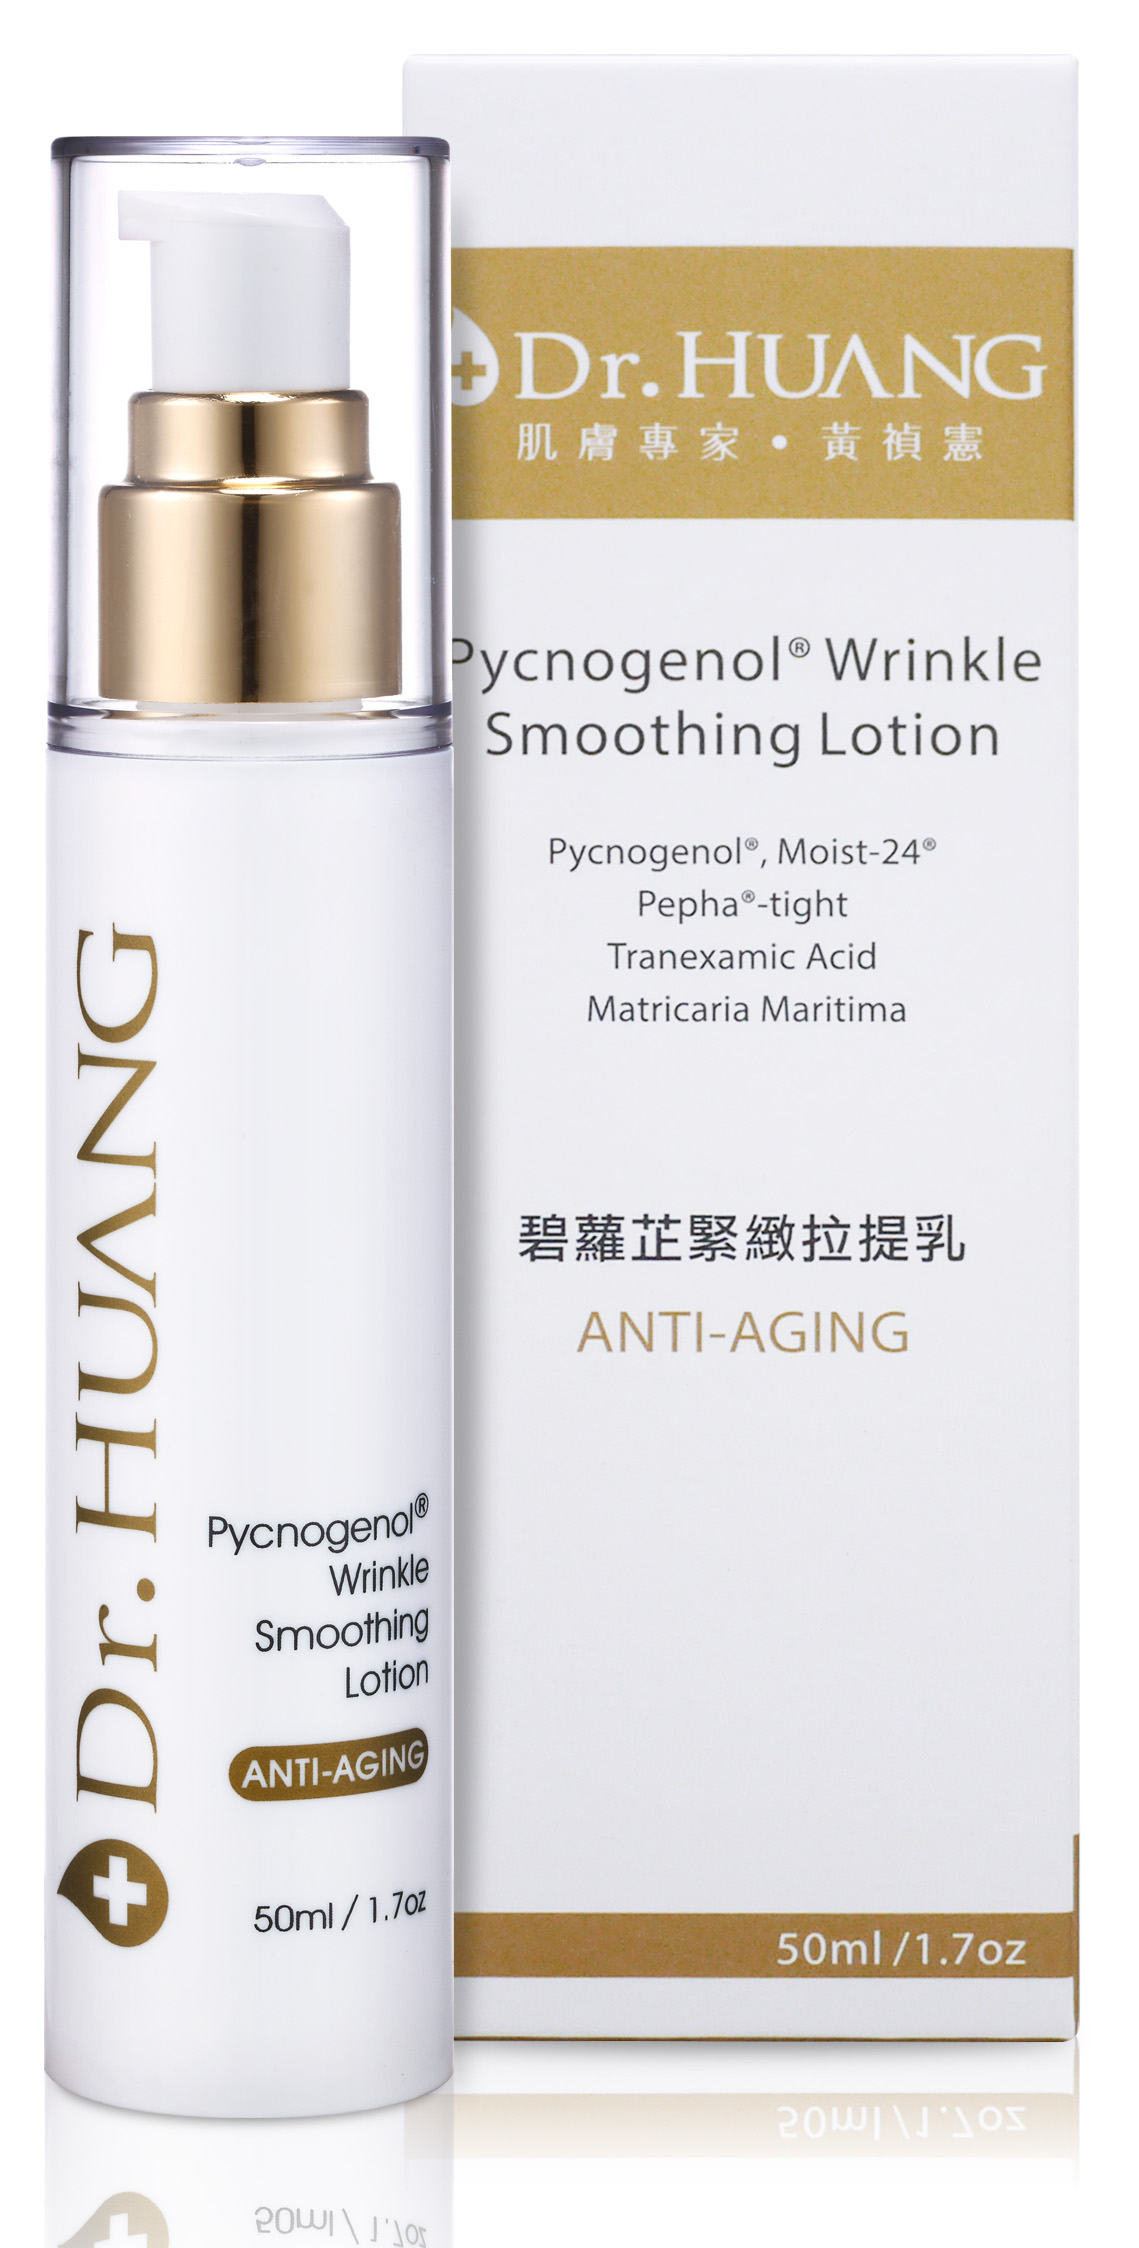 Dr. HUANG
Pycnogenol®
Wrinkle
Smoothing
Lotion
ANTI-AGING
50ml / 1.7oz
Dr. HUANG
肌膚專家・黃禎憲
Pycnogenol® Wrinkle
Smoothing Lotion
Pycnogenol®, Moist-24®
Pepha®-tight
Tranexamic Acid
Matricaria Maritima
碧蘿芷緊緻拉提乳
ANTI-AGING
50ml /1.7oz